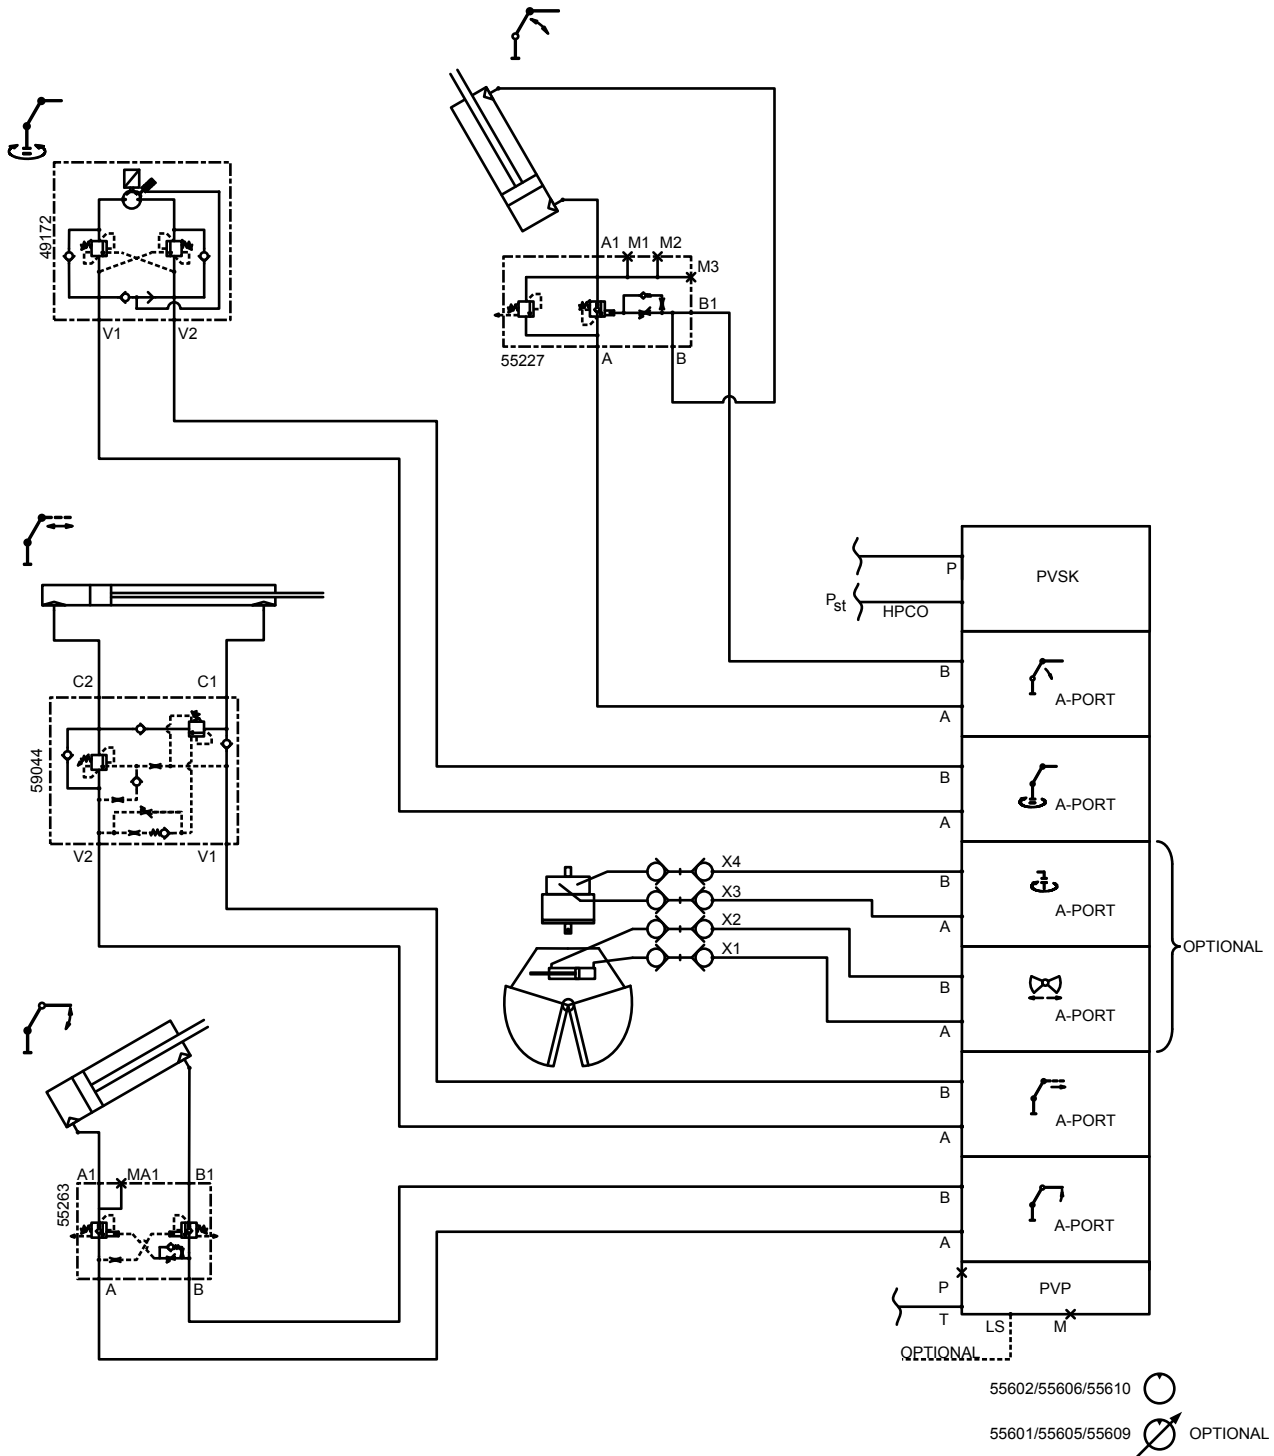 49172
V1 V2
A1 M1 M2
M3
B1
55227 A B
P PVSK
Pst HPCO
B
A-PORT
A
B
A-PORT
A
C2 C1
59044
V2 V1
X4
B
X3
A-PORT
A
X2
OPTIONAL
X1
B
A-PORT
A
B
A-PORT
A
A1 MA1 B1
55263
A B
B
A-PORT
A
P PVP
T
LS M
OPTIONAL
55602/55606/55610
55601/55605/55609 OPTIONAL